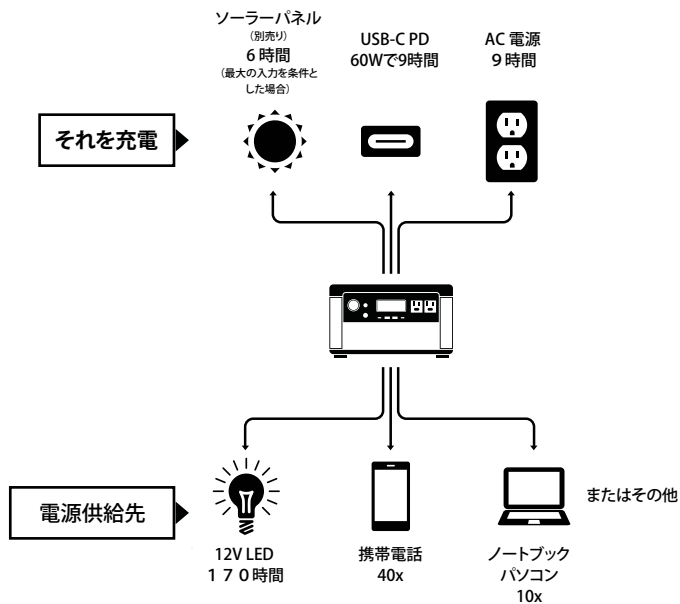 ソーラーパネル
(別売り)
6 時間
(最大の入力を条件と
した場合)
USB-C PD
60Wで9時間
AC 電源
9 時間
それを充電
電源供給先
12V LED
１７０時間
携帯電話
40x
ノートブック
パソコン
10x
またはその他